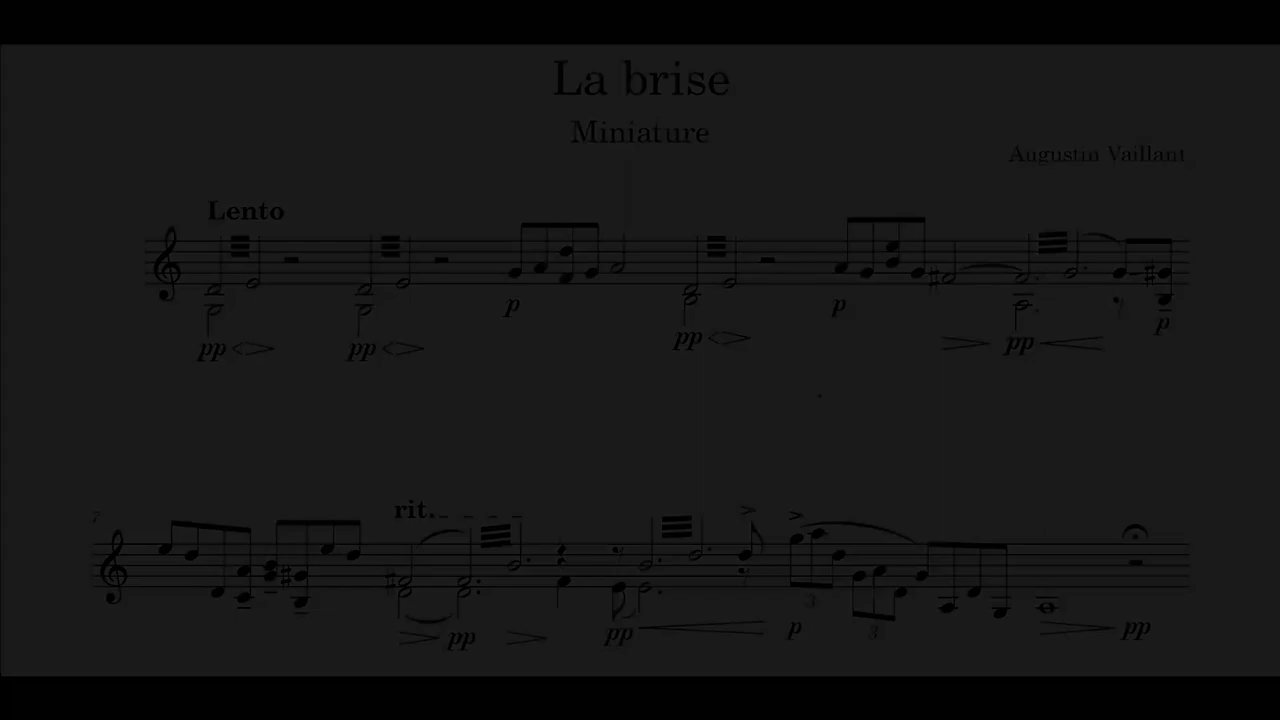 La brise
Miniature
Augustin Vaillant
Lento
p p p
pp pp pp pp
7
rit.
3
3
pp pp p pp